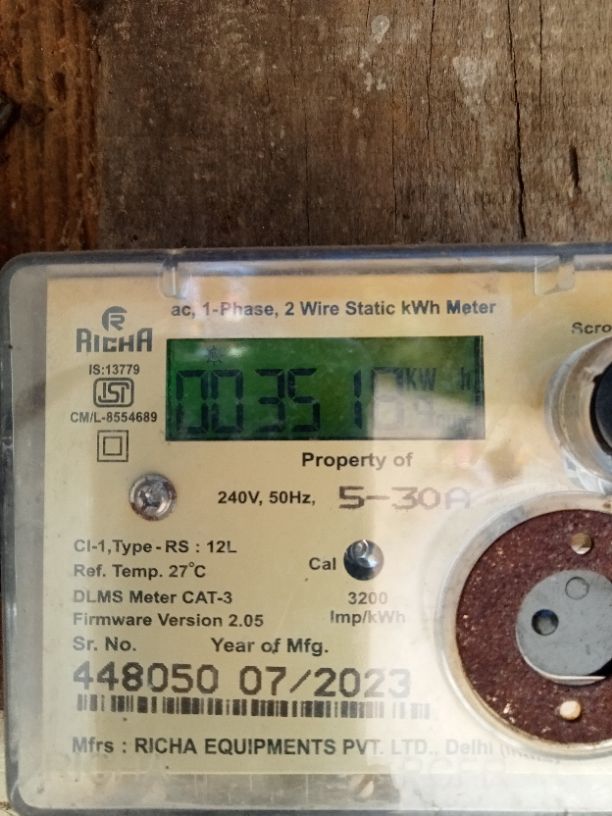 ac, 1-Phase, 2 Wire Static kWh Meter
RICHA
Scro
IS:13779
ISI
CM/L-8554689
kW h
Property of
240V, 50Hz, 5-30A
Cl-1,Type - RS : 12L
Cal
Ref. Temp. 27°C
DLMS Meter CAT-3
3200
Firmware Version 2.05
Imp/kWh
Sr. No. Year of Mfg.
448050 07/2023
Mfrs : RICHA EQUIPMENTS PVT. LTD., Delhi